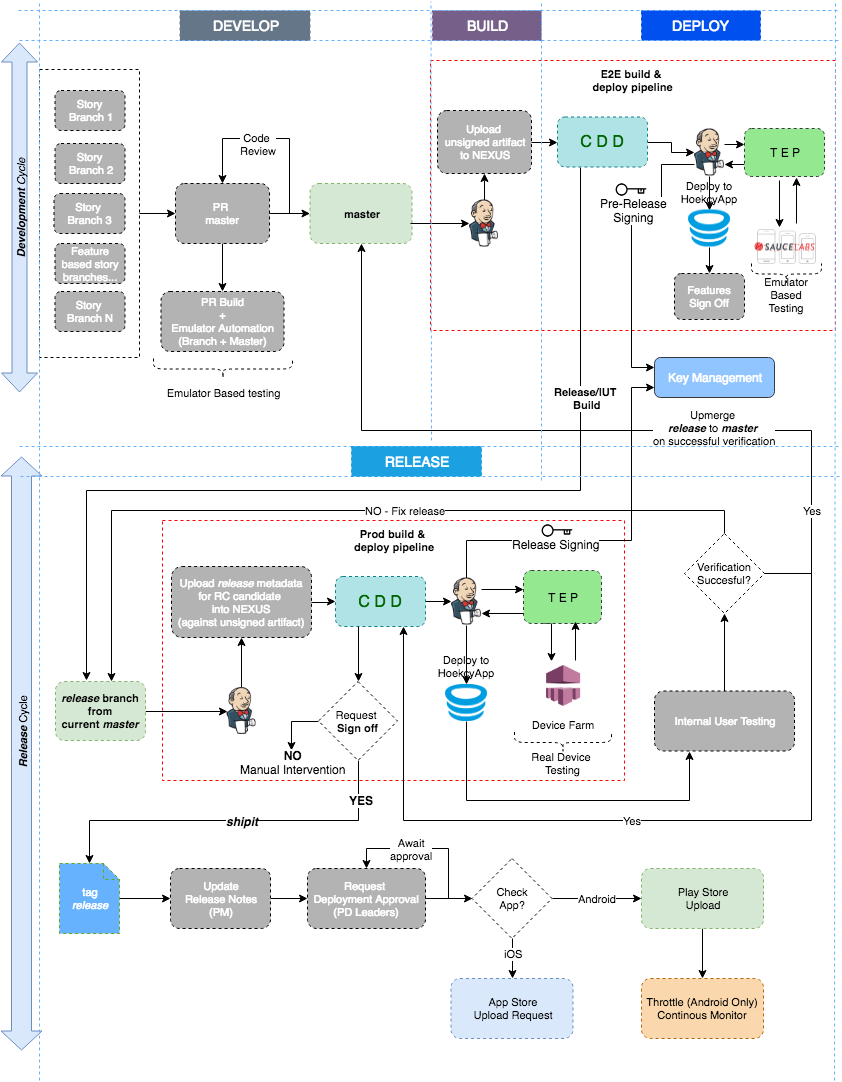 DEVELOP
BUILD
DEPLOY
Development Cycle
Story
Branch 1
Story
Branch 2
Story
Branch 3
Feature
based story
branches...
Story
Branch N
Code
Review
PR
master
PR Build
+
Emulator Automation
(Branch + Master)
Emulator Based testing
master
E2E build &
deploy pipeline
Upload
unsigned artifact
to NEXUS
C D D
T E P
Pre-Release
Signing
Deploy to
HoekcyApp
SAUCELABS
Features
Sign Off
Emulator
Based
Testing
Key Management
Release/IUT
Build
Upmerge
release to master
on successful verification
RELEASE
Release Cycle
NO - Fix release
Yes
Prod build &
deploy pipeline
Release Signing
Verification
Succesful?
Upload release metadata
for RC candidate
into NEXUS
(against unsigned artifact)
C D D
T E P
Deploy to
HoekcyApp
release branch
from
current master
Request
Sign off
NO
Manual Intervention
Device Farm
Real Device
Testing
Internal User Testing
YES
shipit
Yes
tag
release
Update
Release Notes
(PM)
Await
approval
Request
Deployment Approval
(PD Leaders)
Check
App?
Android
Play Store
Upload
iOS
App Store
Upload Request
Throttle (Android Only)
Continous Monitor